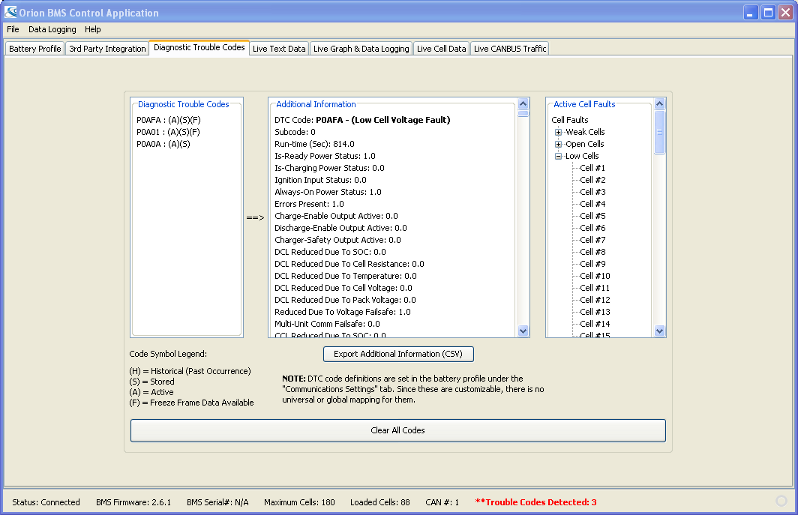 Orion BMS Control Application
File Data Logging Help
Battery Profile 3rd Party Integration Diagnostic Trouble Codes Live Text Data Live Graph & Data Logging Live Cell Data Live CANBUS Traffic
Diagnostic Trouble Codes
P0AFA : (A)(S)(F)
P0A01 : (A)(S)(F)
P0A0A : (A)(S)
==>
Additional Information
DTC Code: P0AFA - (Low Cell Voltage Fault)
Subcode: 0
Run-time (Sec): 814.0
Is-Ready Power Status: 1.0
Is-Charging Power Status: 0.0
Ignition Input Status: 0.0
Always-On Power Status: 1.0
Errors Present: 1.0
Charge-Enable Output Active: 0.0
Discharge-Enable Output Active: 0.0
Charger-Safety Output Active: 0.0
DCL Reduced Due To SOC: 0.0
DCL Reduced Due To Cell Resistance: 0.0
DCL Reduced Due To Temperature: 0.0
DCL Reduced Due To Cell Voltage: 0.0
DCL Reduced Due To Pack Voltage: 0.0
Reduced Due To Voltage Failsafe: 1.0
Multi-Unit Comm Failsafe: 0.0
CCL Reduced Due To SOC: 0.0
Active Cell Faults
Cell Faults
Weak Cells
Open Cells
Low Cells
Cell #1
Cell #2
Cell #3
Cell #4
Cell #5
Cell #6
Cell #7
Cell #8
Cell #9
Cell #10
Cell #11
Cell #12
Cell #13
Cell #14
Cell #15
Code Symbol Legend:
(H) = Historical (Past Occurrence)
(S) = Stored
(A) = Active
(F) = Freeze Frame Data Available
Export Additional Information (CSV)
NOTE: DTC code definitions are set in the battery profile under the
"Communications Settings" tab. Since these are customizable, there is no
universal or global mapping for them.
Clear All Codes
Status: Connected BMS Firmware: 2.6.1 BMS Serial#: N/A Maximum Cells: 180 Loaded Cells: 88 CAN #: 1 **Trouble Codes Detected: 3